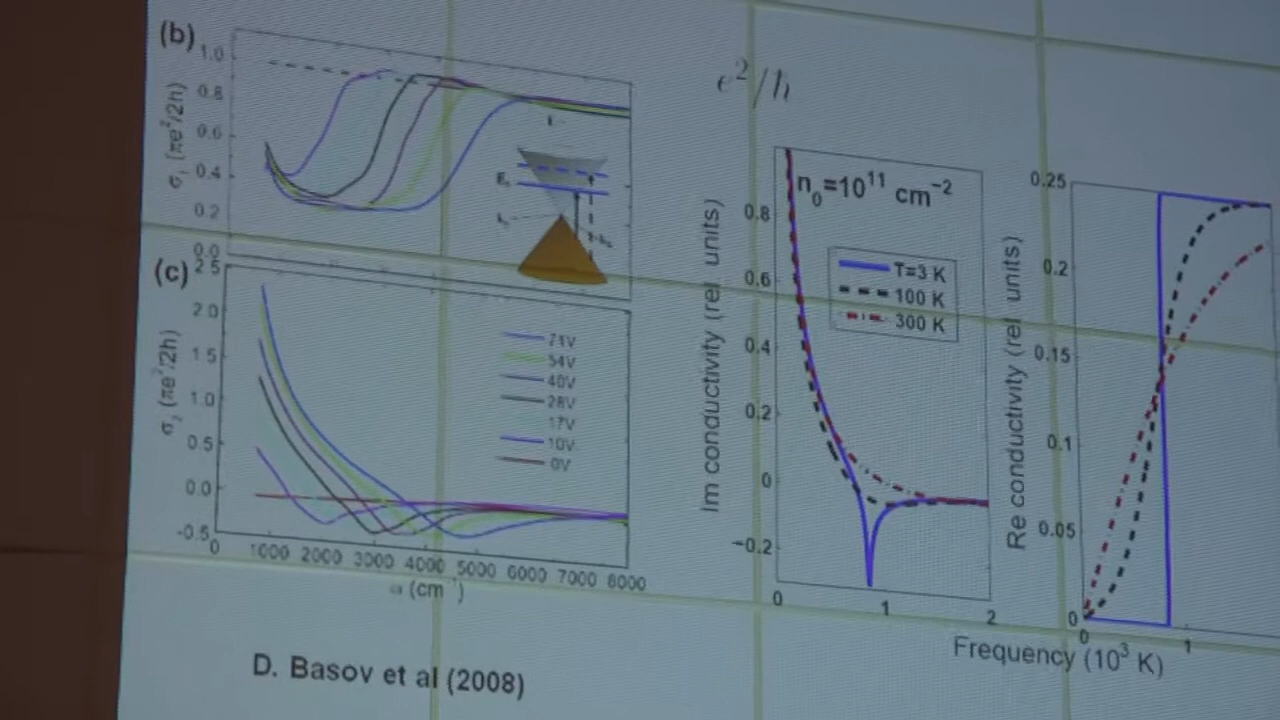 (b)
1.0
0.8
0.6
0.4
0.2
0.0
σ₁ (πe²/2h)
(c)
2.5
2.0
1.5
1.0
0.5
0.0
-0.5
σ₂ (πe²/2h)
71V
54V
40V
28V
17V
10V
0V
0 1000 2000 3000 4000 5000 6000 7000 8000
ω (cm⁻¹)
D. Basov et al (2008)
e²/ℏ
n₀=10¹¹ cm⁻²
T=3 K
100 K
300 K
Im conductivity (rel. units)
0.8
0.6
0.4
0.2
0
−0.2
0 1 2
Re conductivity (rel. units)
0.25
0.2
0.15
0.1
0.05
0
0 1
Frequency (10³ K)